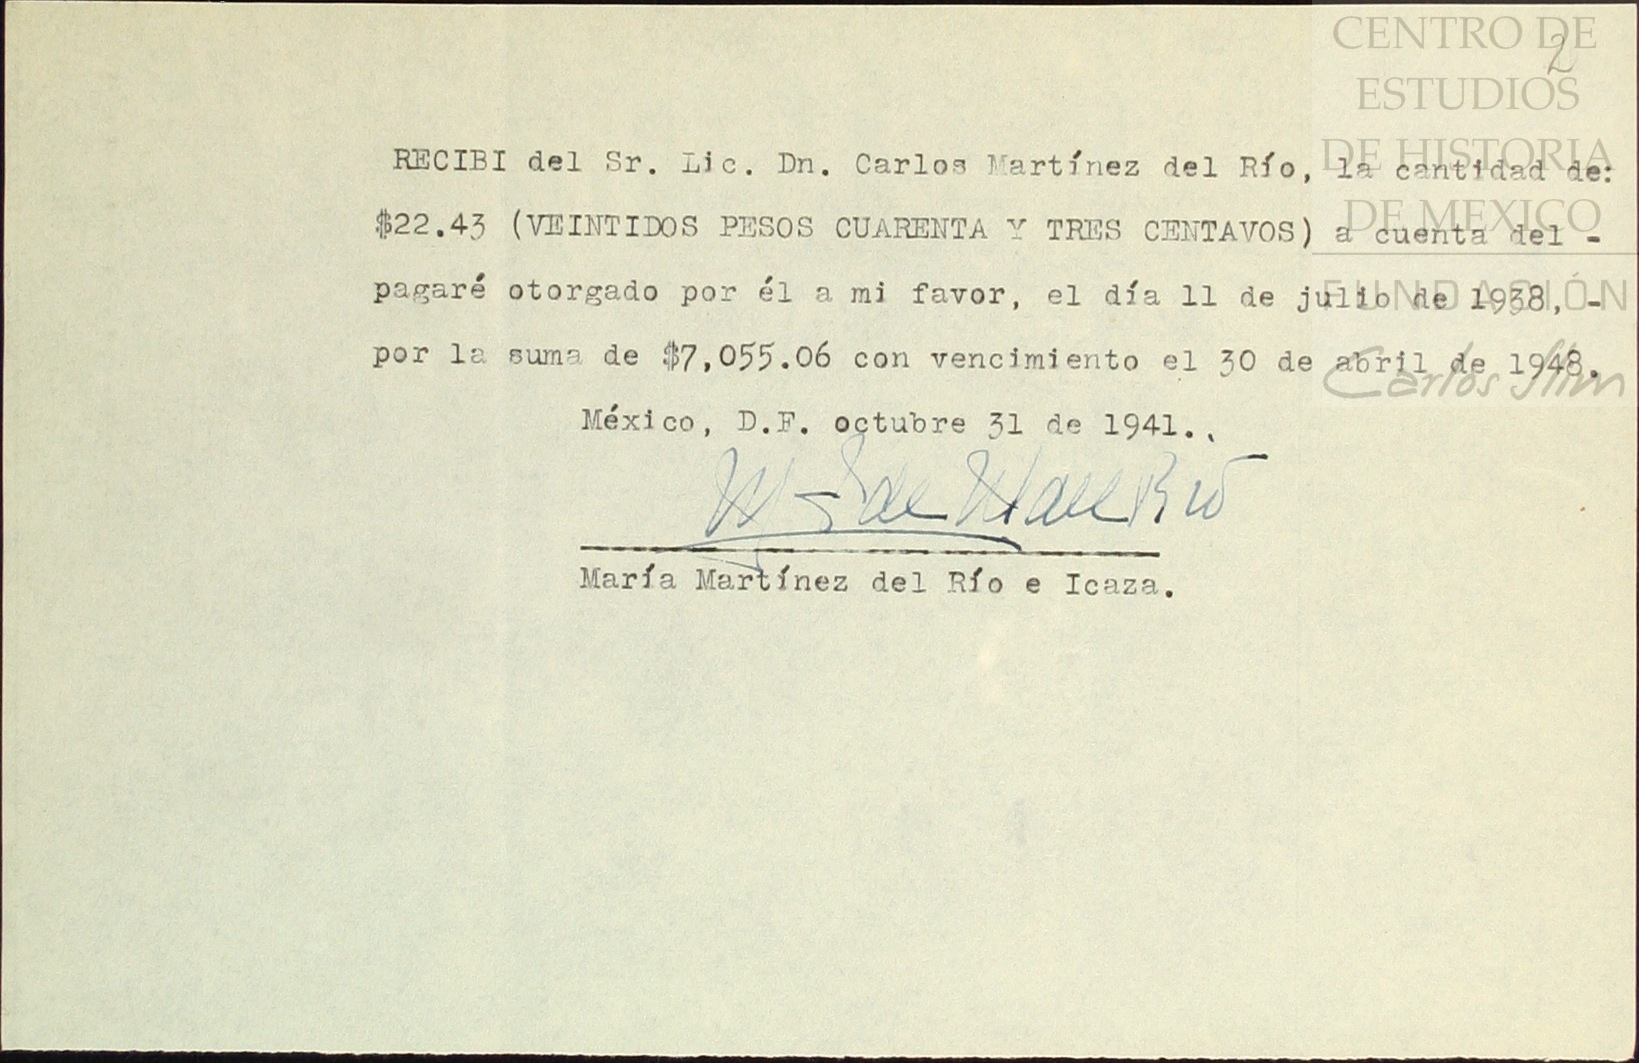 CENTRO DE
2
ESTUDIOS
DE HISTORIA
DE MEXICO
FUNDACIÓN
Carlos Slim
RECIBI del Sr. Lic. Dn. Carlos Martínez del Río, la cantidad de:
$22.43 (VEINTIDOS PESOS CUARENTA Y TRES CENTAVOS) a cuenta del -
pagaré otorgado por él a mi favor, el día 11 de julio de 1938, -
por la suma de $7,055.06 con vencimiento el 30 de abril de 1948.
México, D.F. octubre 31 de 1941..
María Martínez del Río e Icaza.